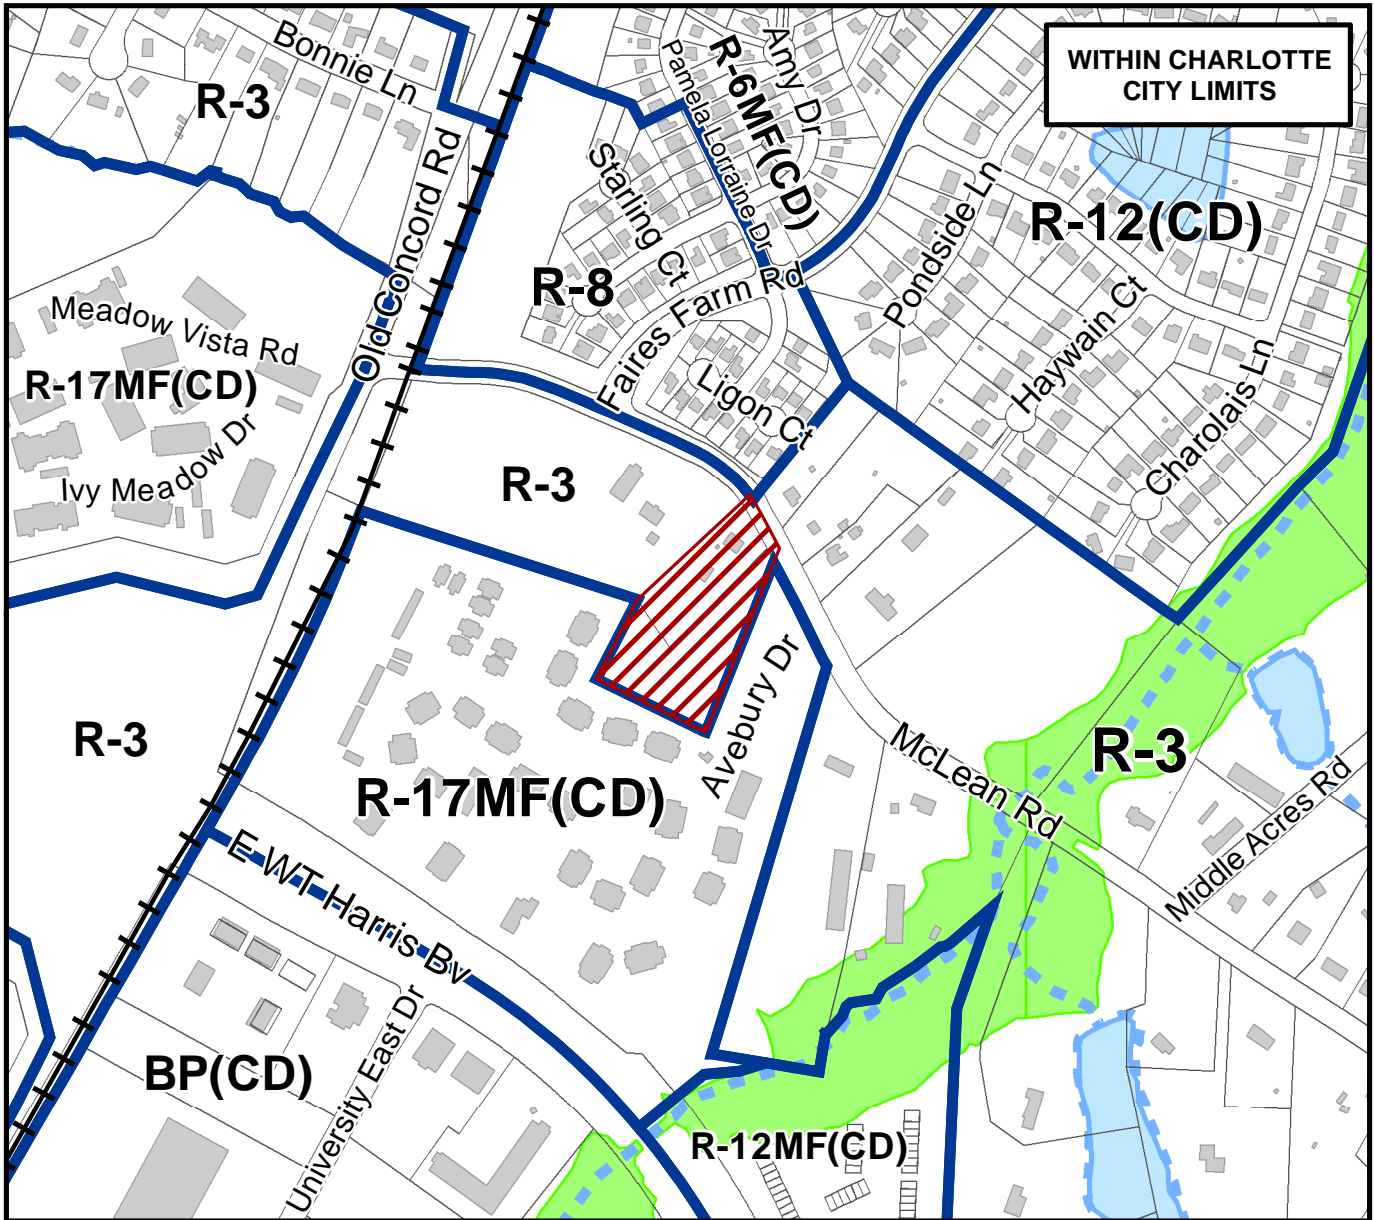 WITHIN CHARLOTTE
CITY LIMITS
Bonnie Ln
R-3
Old Concord Rd
Amy Dr
R-6MF(CD)
Pamela Lorraine Dr
Starling Ct
R-8
Faires Farm Rd
Pondside Ln
R-12(CD)
Haywain Ct
Charolais Ln
Ligon Ct
Meadow Vista Rd
R-17MF(CD)
Ivy Meadow Dr
R-3
R-3
Avebury Dr
McLean Rd
R-3
Middle Acres Rd
R-17MF(CD)
E WT Harris Bv
University East Dr
BP(CD)
R-12MF(CD)